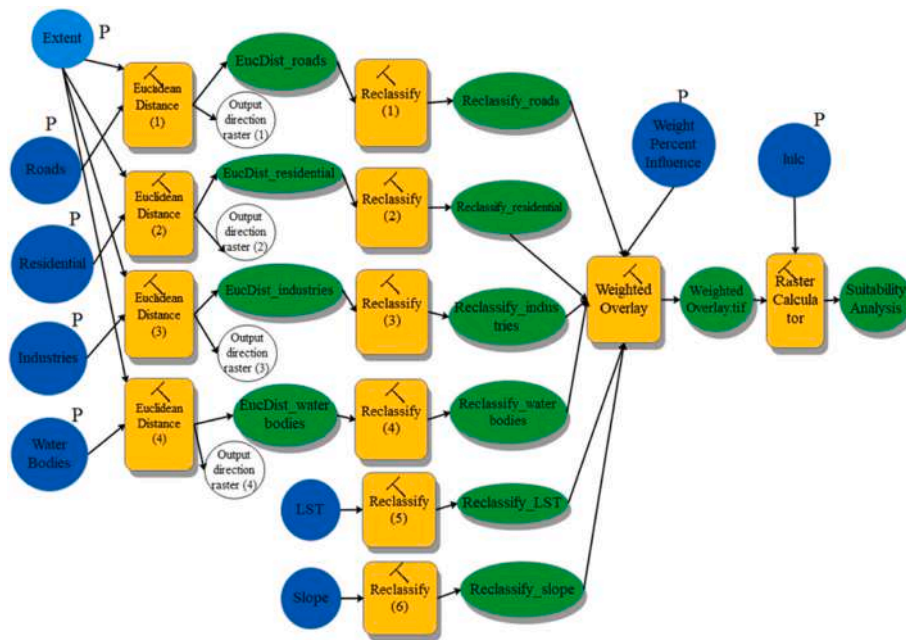 Extent
P
Euclidean
Distance
(1)
EucDist_roads
Output
direction
raster (1)
Reclassify
(1)
Reclassify_roads
P
Roads
P
Weight
Percent
Influence
P
lulc
Euclidean
Distance
(2)
EucDist_residential
Output
direction
raster (2)
Reclassify
(2)
Reclassify_residential
P
Residential
Euclidean
Distance
(3)
EucDist_industries
Output
direction
raster (3)
Reclassify
(3)
Reclassify_indus
tries
P
Industries
Weighted
Overlay
Weighted
Overlay.tif
Raster
Calcula
tor
Suitability
Analysis
P
Water
Bodies
Euclidean
Distance
(4)
EucDist_water
bodies
Output
direction
raster (4)
Reclassify
(4)
Reclassify_water
bodies
LST
Reclassify
(5)
Reclassify_LST
Slope
Reclassify
(6)
Reclassify_slope